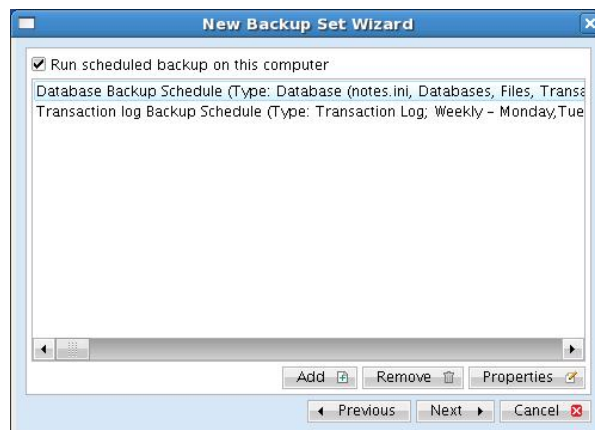 New Backup Set Wizard
Run scheduled backup on this computer
Database Backup Schedule (Type: Database (notes.ini, Databases, Files, Transa
Transaction log Backup Schedule (Type: Transaction Log; Weekly - Monday,Tue
Add Remove Properties
Previous Next Cancel